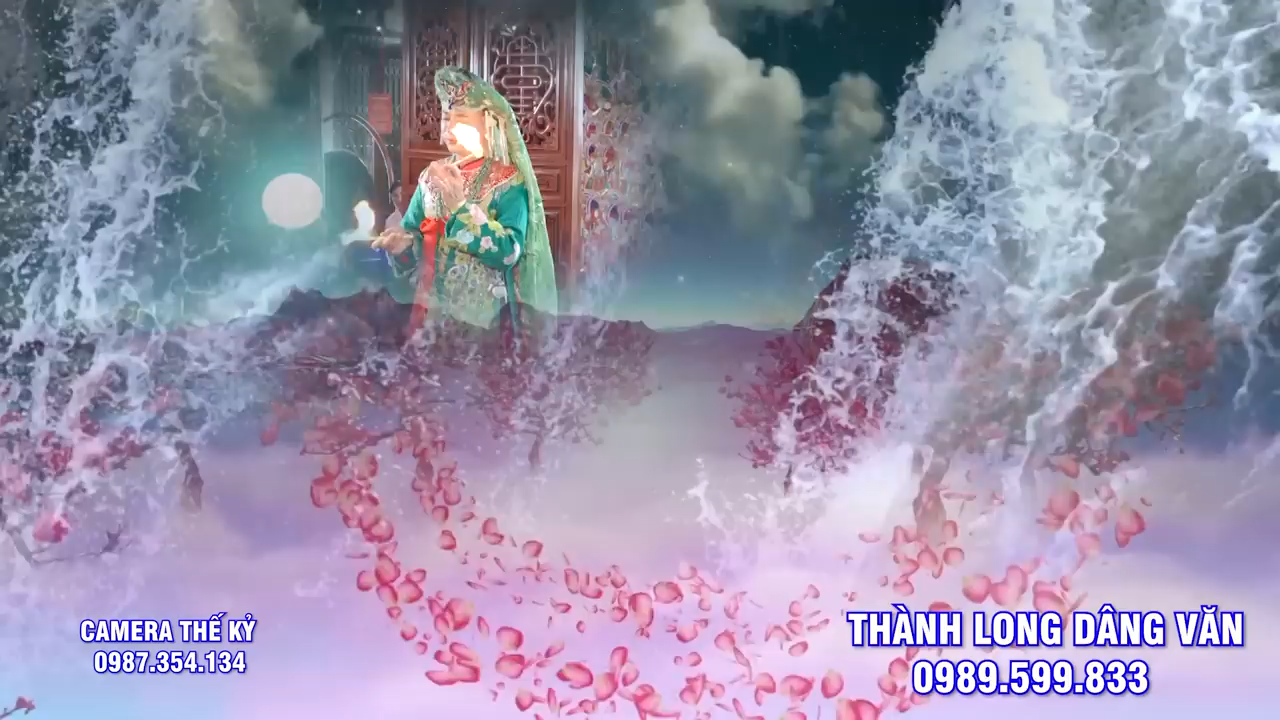 CAMERA THẾ KỶ
0987.354.134
THÀNH LONG DÂNG VĂN
0989.599.833